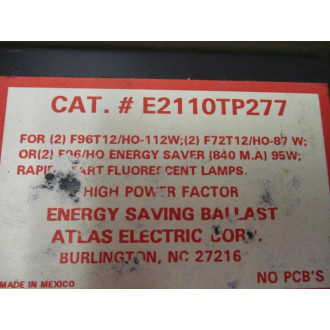 CAT. # E2110TP277
FOR (2) F96T12/HO-112W;(2) F72T12/HO-87 W;
OR(2) F96/HO ENERGY SAVER (840 M.A) 95W;
FLUORESCENT LAMPS.
HIGH POWER FACTOR
ENERGY SAVING BALLAST
ATLAS ELECTRIC CORP.
BURLINGTON, NC 27216
MADE IN MEXICO
NO PCB'S